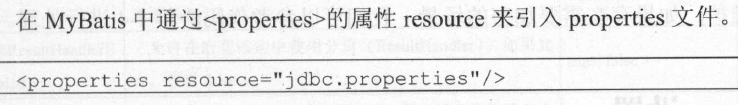 在 MyBatis 中通过<properties>的属性 resource 来引入 properties 文件。
<properties resource="jdbc.properties"/>